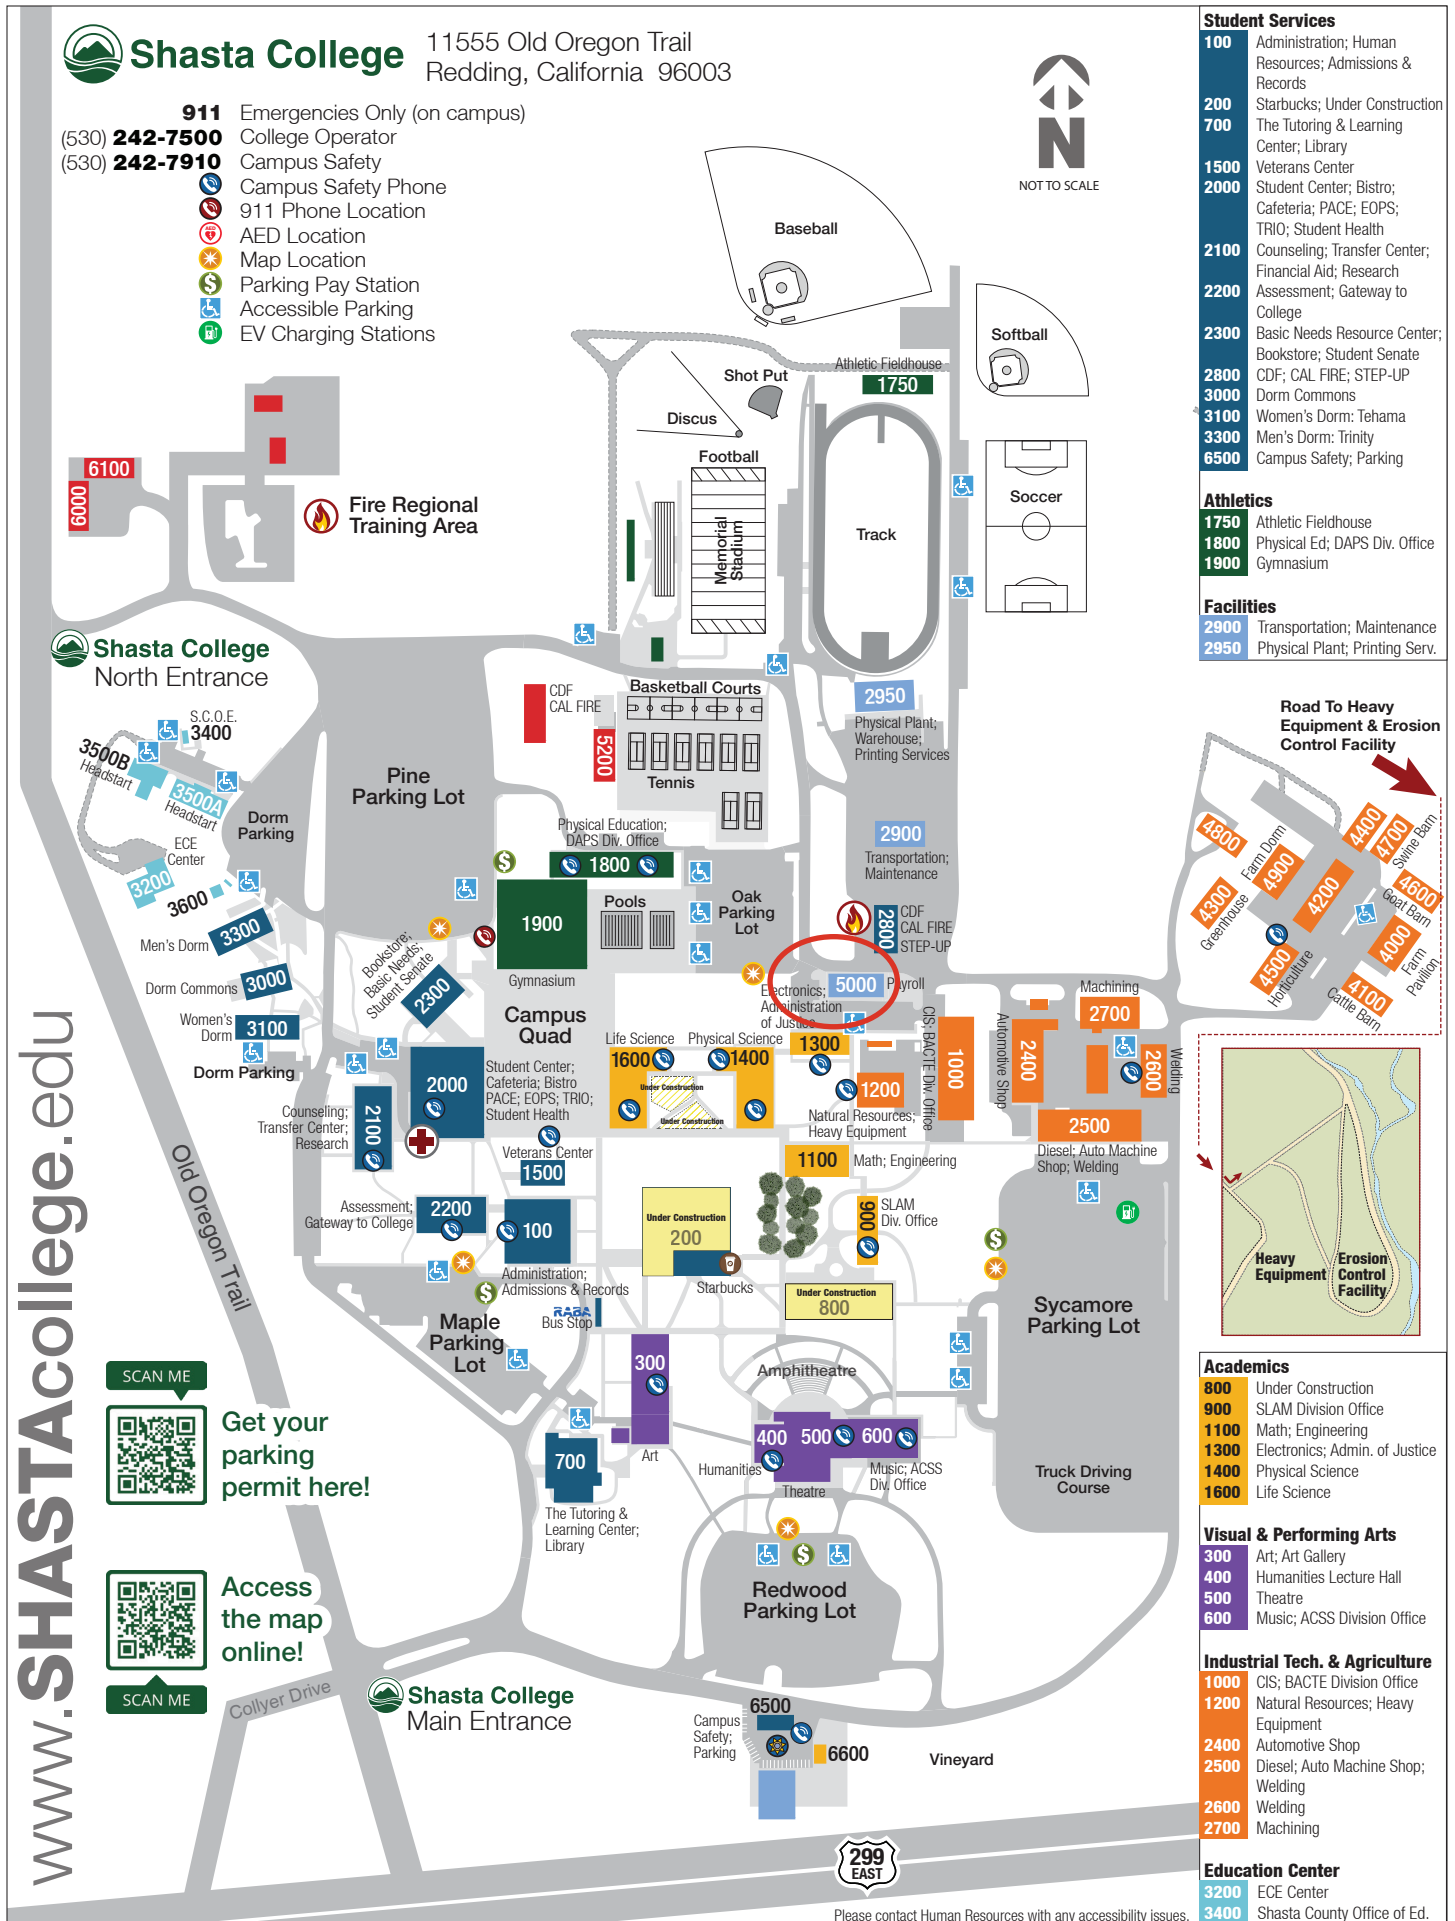 Shasta College
11555 Old Oregon Trail
Redding, California 96003
911 Emergencies Only (on campus)
(530) 242-7500 College Operator
(530) 242-7910 Campus Safety
Campus Safety Phone
911 Phone Location
AED
AED Location
Map Location
$ Parking Pay Station
Accessible Parking
EV Charging Stations
N
NOT TO SCALE
Student Services
100 Administration; Human
Resources; Admissions &
Records
200 Starbucks; Under Construction
700 The Tutoring & Learning
Center; Library
1500 Veterans Center
2000 Student Center; Bistro;
Cafeteria; PACE; EOPS;
TRIO; Student Health
2100 Counseling; Transfer Center;
Financial Aid; Research
2200 Assessment; Gateway to
College
2300 Basic Needs Resource Center;
Bookstore; Student Senate
2800 CDF; CAL FIRE; STEP-UP
3000 Dorm Commons
3100 Women's Dorm: Tehama
3300 Men's Dorm: Trinity
6500 Campus Safety; Parking
Athletics
1750 Athletic Fieldhouse
1800 Physical Ed; DAPS Div. Office
1900 Gymnasium
Facilities
2900 Transportation; Maintenance
2950 Physical Plant; Printing Serv.
Baseball
Softball
Athletic Fieldhouse
1750
Shot Put
Discus
Football
Memorial
Stadium
Track
Soccer
6100
6000
Fire Regional
Training Area
Shasta College
North Entrance
S.C.O.E.
3400
3500B
Headstart
3500A
Headstart
Dorm
Parking
ECE
Center
3200
3600
Pine
Parking Lot
CDF
CAL FIRE
5200
Basketball Courts
Tennis
2950
Physical Plant;
Warehouse;
Printing Services
2900
Transportation;
Maintenance
Physical Education;
DAPS Div. Office
1800
$
1900
Gymnasium
Pools
Oak
Parking
Lot
2800
CDF
CAL FIRE
STEP-UP
5000
Payroll
Electronics;
Administration
of Justice
1300
Men's Dorm
3300
Dorm Commons
3000
Women's
Dorm
3100
Dorm Parking
Bookstore;
Basic Needs;
Student Senate
2300
Campus
Quad
Life Science
1600
Physical Science
1400
Under Construction
Under Construction
1200
Natural Resources;
Heavy Equipment
CIS; BACTE Div. Office
1000
Automotive Shop
2400
Machining
2700
2600
Welding
2500
Diesel; Auto Machine
Shop; Welding
2000
Student Center;
Cafeteria; Bistro
PACE; EOPS; TRIO;
Student Health
Counseling;
Transfer Center;
Research
2100
Veterans Center
1500
1100
Math; Engineering
Assessment;
Gateway to College
2200
100
Administration;
Admissions & Records
Under Construction
200
Starbucks
900
SLAM
Div. Office
Under Construction
800
$
RABA
Bus Stop
$
Maple
Parking
Lot
Sycamore
Parking Lot
Amphitheatre
300
Art
400
500
600
Humanities
Theatre
Music; ACSS
Div. Office
700
The Tutoring &
Learning Center;
Library
Truck Driving
Course
$
Redwood
Parking Lot
Old Oregon Trail
www.SHASTAcollege.edu
SCAN ME
Get your
parking
permit here!
Access
the map
online!
SCAN ME
Collyer Drive
Shasta College
Main Entrance
6500
Campus
Safety;
Parking
6600
Vineyard
299
EAST
Please contact Human Resources with any accessibility issues.
Road To Heavy
Equipment & Erosion
Control Facility
4800
Farm Dorm
4900
4300
Greenhouse
4200
4400
4700
Swine Barn
4600
Goat Barn
4000
Farm
Pavilion
4500
Horticulture
4100
Cattle Barn
Heavy
Equipment
Erosion
Control
Facility
Academics
800 Under Construction
900 SLAM Division Office
1100 Math; Engineering
1300 Electronics; Admin. of Justice
1400 Physical Science
1600 Life Science
Visual & Performing Arts
300 Art; Art Gallery
400 Humanities Lecture Hall
500 Theatre
600 Music; ACSS Division Office
Industrial Tech. & Agriculture
1000 CIS; BACTE Division Office
1200 Natural Resources; Heavy
Equipment
2400 Automotive Shop
2500 Diesel; Auto Machine Shop;
Welding
2600 Welding
2700 Machining
Education Center
3200 ECE Center
3400 Shasta County Office of Ed.